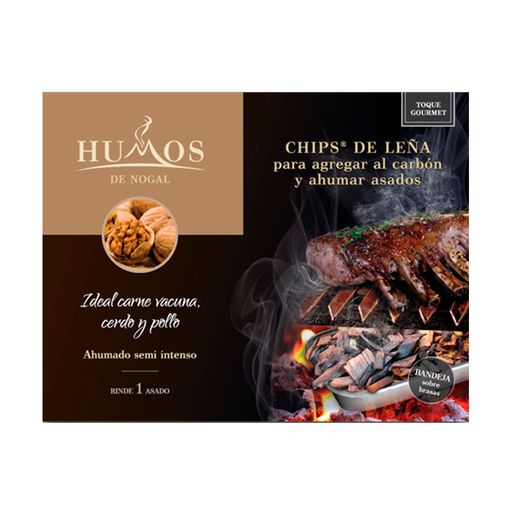 TOQUE
GOURMET
HUMOS
DE NOGAL
CHIPS® DE LEÑA
para agregar al carbón
y ahumar asados
Ideal carne vacuna,
cerdo y pollo
Ahumado semi intenso
RINDE 1 ASADO
BANDEJA
sobre
brasas